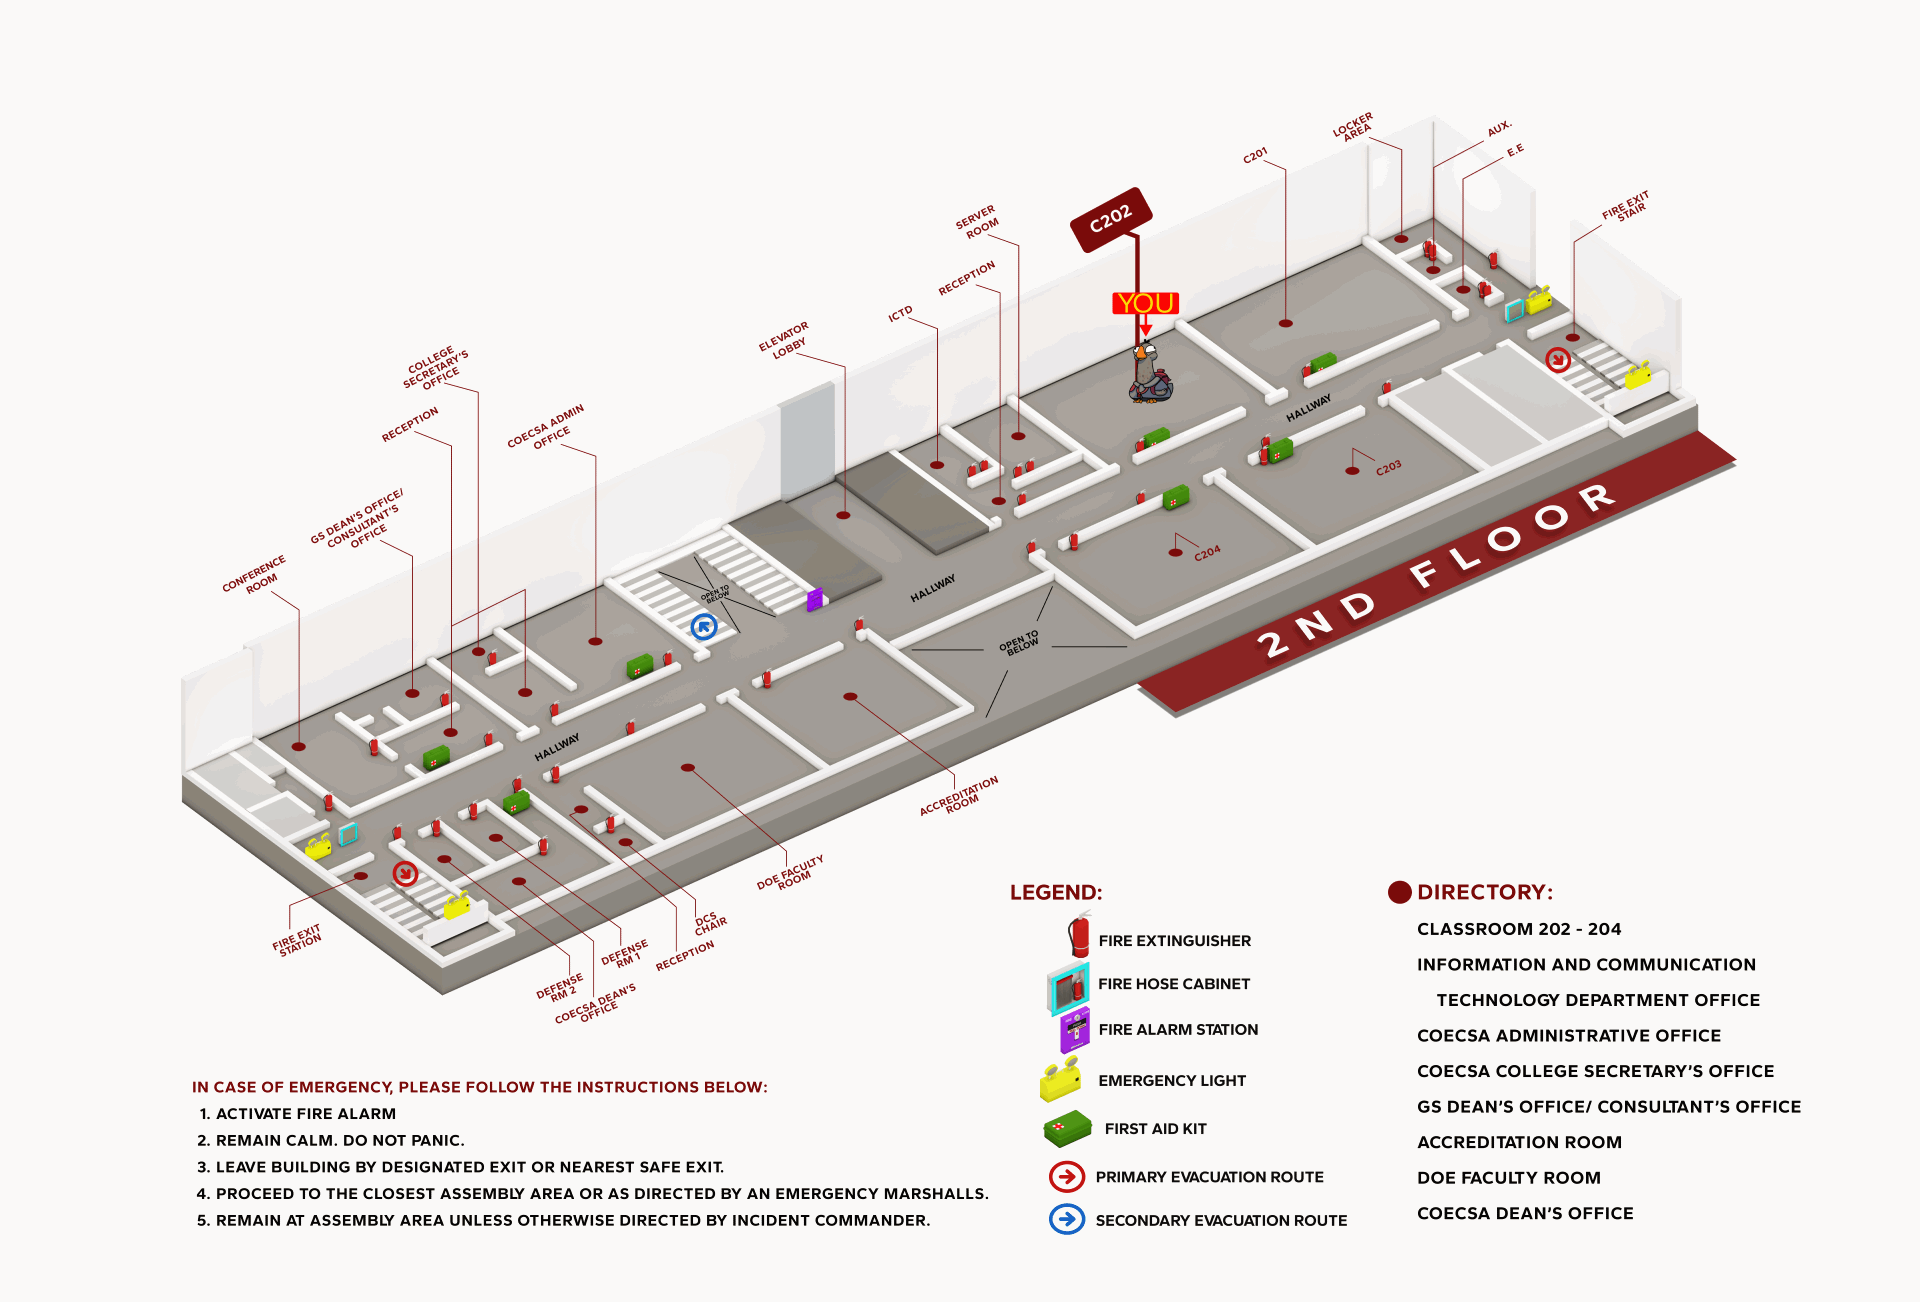 LOCKER
AREA
AUX.
E.E
C201
FIRE EXIT
STAIR
C202
SERVER
ROOM
RECEPTION
YOU
ICTD
ELEVATOR
LOBBY
COLLEGE
SECRETARY'S
OFFICE
RECEPTION
COECSA ADMIN
OFFICE
GS DEAN'S OFFICE/
CONSULTANT'S
OFFICE
CONFERENCE
ROOM
HALLWAY
C203
C204
HALLWAY
OPEN TO
BELOW
OPEN TO
BELOW
HALLWAY
2ND FLOOR
ACCREDITATION
ROOM
DOE FACULTY
ROOM
DCS
CHAIR
RECEPTION
DEFENSE
RM 1
DEFENSE
RM 2
COECSA DEAN'S
OFFICE
FIRE EXIT
STATION
LEGEND:
FIRE EXTINGUISHER
FIRE HOSE CABINET
FIRE ALARM STATION
EMERGENCY LIGHT
FIRST AID KIT
PRIMARY EVACUATION ROUTE
SECONDARY EVACUATION ROUTE
DIRECTORY:
CLASSROOM 202 - 204
INFORMATION AND COMMUNICATION
TECHNOLOGY DEPARTMENT OFFICE
COECSA ADMINISTRATIVE OFFICE
COECSA COLLEGE SECRETARY'S OFFICE
GS DEAN'S OFFICE/ CONSULTANT'S OFFICE
ACCREDITATION ROOM
DOE FACULTY ROOM
COECSA DEAN'S OFFICE
IN CASE OF EMERGENCY, PLEASE FOLLOW THE INSTRUCTIONS BELOW:
1. ACTIVATE FIRE ALARM
2. REMAIN CALM. DO NOT PANIC.
3. LEAVE BUILDING BY DESIGNATED EXIT OR NEAREST SAFE EXIT.
4. PROCEED TO THE CLOSEST ASSEMBLY AREA OR AS DIRECTED BY AN EMERGENCY MARSHALLS.
5. REMAIN AT ASSEMBLY AREA UNLESS OTHERWISE DIRECTED BY INCIDENT COMMANDER.